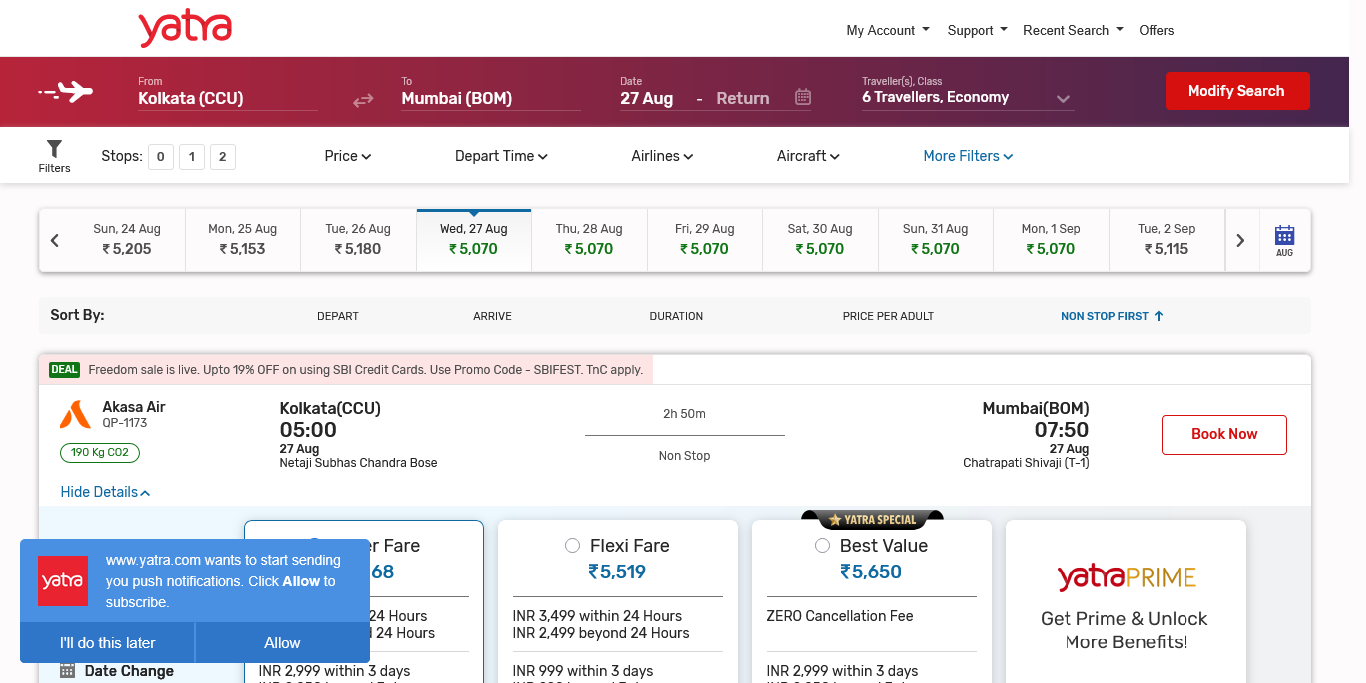 yatra
My Account Support Recent Search Offers
From To Date Traveller(s), Class
Kolkata (CCU) Mumbai (BOM) 27 Aug - Return 6 Travellers, Economy
Modify Search
Filters Stops: 0 1 2 Price Depart Time Airlines Aircraft More Filters
Sun, 24 Aug Mon, 25 Aug Tue, 26 Aug Wed, 27 Aug Thu, 28 Aug Fri, 29 Aug Sat, 30 Aug Sun, 31 Aug Mon, 1 Sep Tue, 2 Sep
₹ 5,205 ₹ 5,153 ₹ 5,180 ₹ 5,070 ₹ 5,070 ₹ 5,070 ₹ 5,070 ₹ 5,070 ₹ 5,070 ₹ 5,115 AUG
Sort By: DEPART ARRIVE DURATION PRICE PER ADULT NON STOP FIRST
DEAL Freedom sale is live. Upto 19% OFF on using SBI Credit Cards. Use Promo Code - SBIFEST. TnC apply.
Akasa Air Kolkata(CCU) 2h 50m Mumbai(BOM)
QP-1173 05:00 07:50 Book Now
190 Kg CO2 27 Aug Non Stop 27 Aug
Netaji Subhas Chandra Bose Chatrapati Shivaji (T-1)
Hide Details
YATRA SPECIAL
er Fare Flexi Fare Best Value
68 ₹5,519 ₹5,650
yatra PRIME
Get Prime & Unlock
More Benefits!
24 Hours INR 3,499 within 24 Hours ZERO Cancellation Fee
d 24 Hours INR 2,499 beyond 24 Hours
yatra
www.yatra.com wants to start sending
you push notifications. Click Allow to
subscribe.
I'll do this later Allow
Date Change INR 2,999 within 3 days INR 999 within 3 days INR 2,999 within 3 days